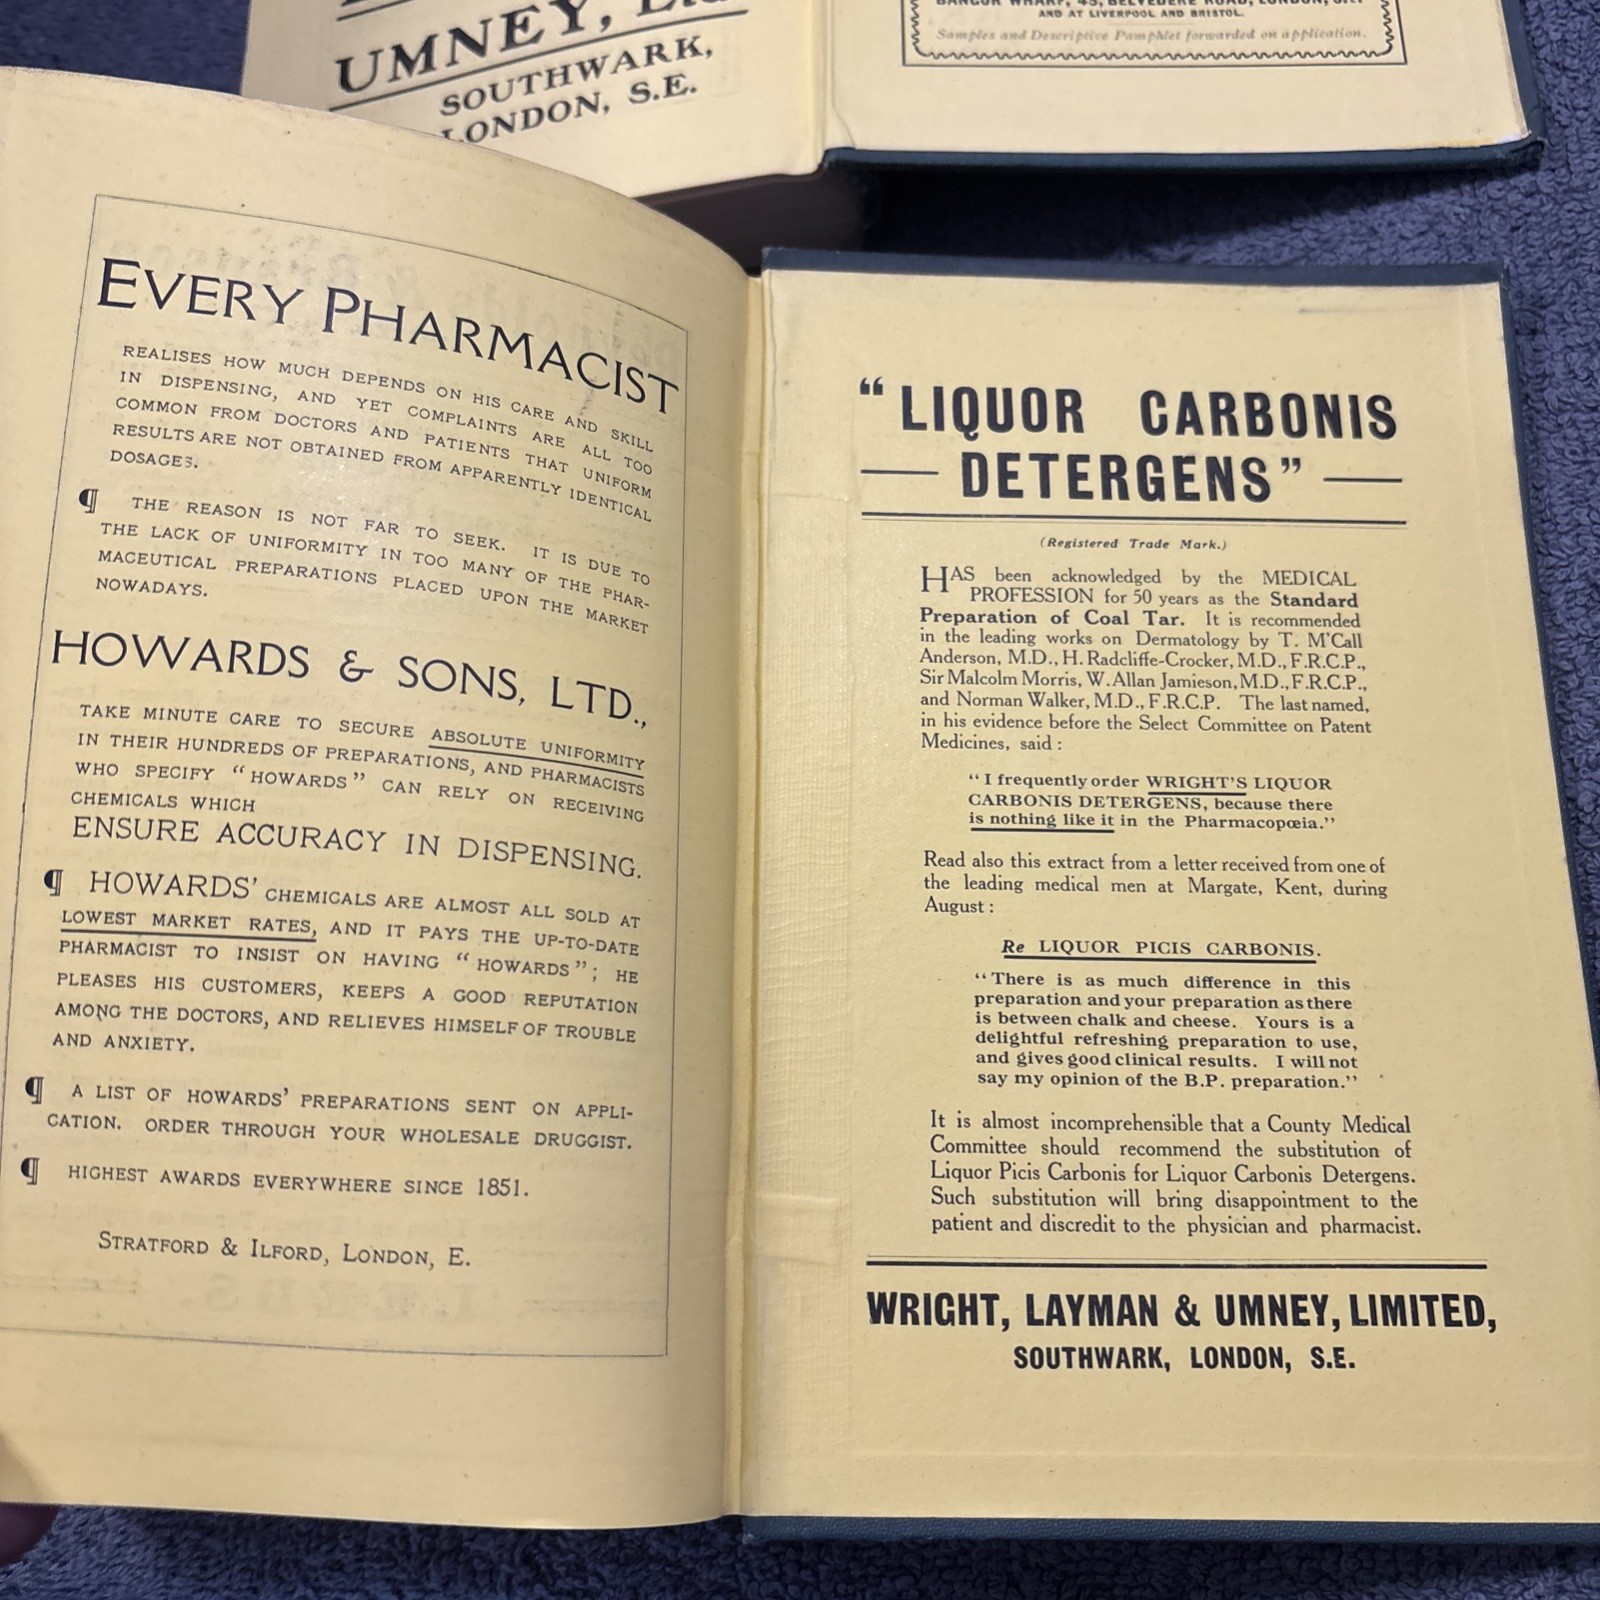 UMNEY,
SOUTHWARK,
LONDON, S.E.
BANGOR WHARF, 45, BELVEDERE ROAD, LONDON,
AND AT LIVERPOOL AND BRISTOL.
Samples and Descriptive Pamphlet forwarded on application.
EVERY PHARMACIST
REALISES HOW MUCH DEPENDS ON HIS CARE AND SKILL
IN DISPENSING, AND YET COMPLAINTS ARE ALL TOO
COMMON FROM DOCTORS AND PATIENTS THAT UNIFORM
RESULTS ARE NOT OBTAINED FROM APPARENTLY IDENTICAL
DOSAGES.
¶ THE REASON IS NOT FAR TO SEEK. IT IS DUE TO
THE LACK OF UNIFORMITY IN TOO MANY OF THE PHAR-
MACEUTICAL PREPARATIONS PLACED UPON THE MARKET
NOWADAYS.
HOWARDS & SONS, LTD.,
TAKE MINUTE CARE TO SECURE ABSOLUTE UNIFORMITY
IN THEIR HUNDREDS OF PREPARATIONS, AND PHARMACISTS
WHO SPECIFY "HOWARDS" CAN RELY ON RECEIVING
CHEMICALS WHICH
ENSURE ACCURACY IN DISPENSING.
¶ HOWARDS' CHEMICALS ARE ALMOST ALL SOLD AT
LOWEST MARKET RATES, AND IT PAYS THE UP-TO-DATE
PHARMACIST TO INSIST ON HAVING "HOWARDS"; HE
PLEASES HIS CUSTOMERS, KEEPS A GOOD REPUTATION
AMONG THE DOCTORS, AND RELIEVES HIMSELF OF TROUBLE
AND ANXIETY.
¶ A LIST OF HOWARDS' PREPARATIONS SENT ON APPLI-
CATION. ORDER THROUGH YOUR WHOLESALE DRUGGIST.
¶ HIGHEST AWARDS EVERYWHERE SINCE 1851.
STRATFORD & ILFORD, LONDON, E.
"LIQUOR CARBONIS
DETERGENS"
(Registered Trade Mark.)
HAS been acknowledged by the MEDICAL
PROFESSION for 50 years as the Standard
Preparation of Coal Tar. It is recommended
in the leading works on Dermatology by T. M'Call
Anderson, M.D., H. Radcliffe-Crocker, M.D., F.R.C.P.,
Sir Malcolm Morris, W. Allan Jamieson, M.D., F.R.C.P.,
and Norman Walker, M.D., F.R.C.P. The last named,
in his evidence before the Select Committee on Patent
Medicines, said:
"I frequently order WRIGHT'S LIQUOR
CARBONIS DETERGENS, because there
is nothing like it in the Pharmacopœia."
Read also this extract from a letter received from one of
the leading medical men at Margate, Kent, during
August:
Re LIQUOR PICIS CARBONIS.
"There is as much difference in this
preparation and your preparation as there
is between chalk and cheese. Yours is a
delightful refreshing preparation to use,
and gives good clinical results. I will not
say my opinion of the B.P. preparation."
It is almost incomprehensible that a County Medical
Committee should recommend the substitution of
Liquor Picis Carbonis for Liquor Carbonis Detergens.
Such substitution will bring disappointment to the
patient and discredit to the physician and pharmacist.
WRIGHT, LAYMAN & UMNEY, LIMITED,
SOUTHWARK, LONDON, S.E.